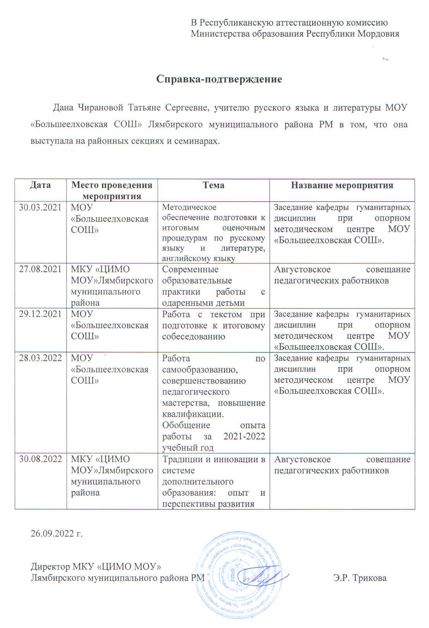 В Республиканскую аттестационную комиссию
Министерства образования Республики Мордовия
Справка-подтверждение
Дана Чирановой Татьяне Сергеевне, учителю русского языка и литературы МОУ
«Большеелховская СОШ» Лямбирского муниципального района РМ в том, что она
выступала на районных секциях и семинарах.
Дата
Место проведения
мероприятия
Тема
Название мероприятия
30.03.2021
МОУ
«Большеелховская
СОШ»
Методическое
обеспечение подготовки к
итоговым оценочным
процедурам по русскому
языку и литературе,
английскому языку
Заседание кафедры гуманитарных
дисциплин при опорном
методическом центре МОУ
«Большеелховская СОШ».
27.08.2021
МКУ «ЦИМО
МОУ»Лямбирского
муниципального
района
Современные
образовательные
практики работы с
одаренными детьми
Августовское совещание
педагогических работников
29.12.2021
МОУ
«Большеелховская
СОШ»
Работа с текстом при
подготовке к итоговому
собеседованию
Заседание кафедры гуманитарных
дисциплин при опорном
методическом центре МОУ
«Большеелховская СОШ».
28.03.2022
МОУ
«Большеелховская
СОШ»
Работа по
самообразованию,
совершенствованию
педагогического
мастерства, повышение
квалификации.
Обобщение опыта
работы за 2021-2022
учебный год
Заседание кафедры гуманитарных
дисциплин при опорном
методическом центре МОУ
«Большеелховская СОШ».
30.08.2022
МКУ «ЦИМО
МОУ»Лямбирского
муниципального
района
Традиции и инновации в
системе
дополнительного
образования: опыт и
перспективы развития
Августовское совещание
педагогических работников
26.09.2022 г.
Директор МКУ «ЦИМО МОУ»
Лямбирского муниципального района РМ
Э.Р. Трикова